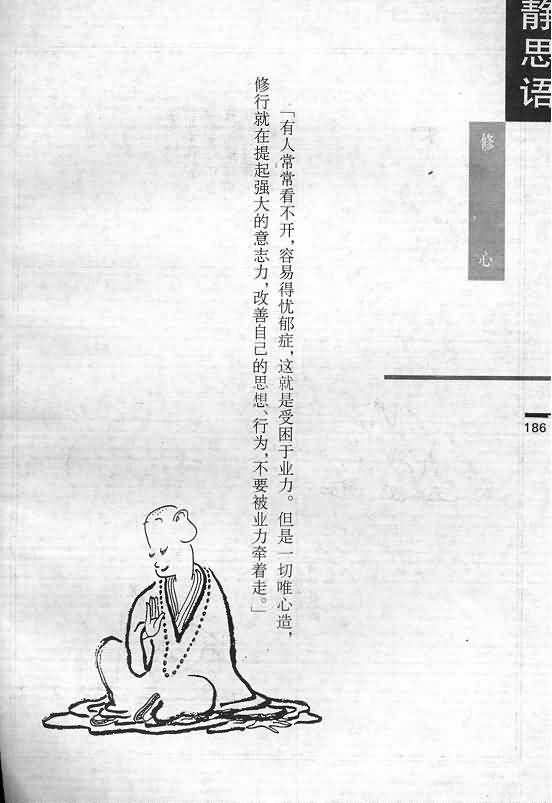 静思语
修心
「有人常常看不开，容易得忧郁症，这就是受困于业力。但是一切唯心造，
修行就在提起强大的意志力，改善自己的思想、行为，不要被业力牵着走。」
186